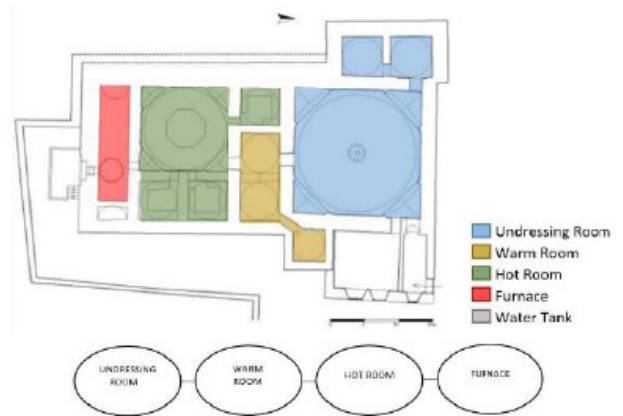 Undressing Room
Warm Room
Hot Room
Furnace
Water Tank
UNDRESSING
ROOM
WARM
ROOM
HOT ROOM
FURNACE